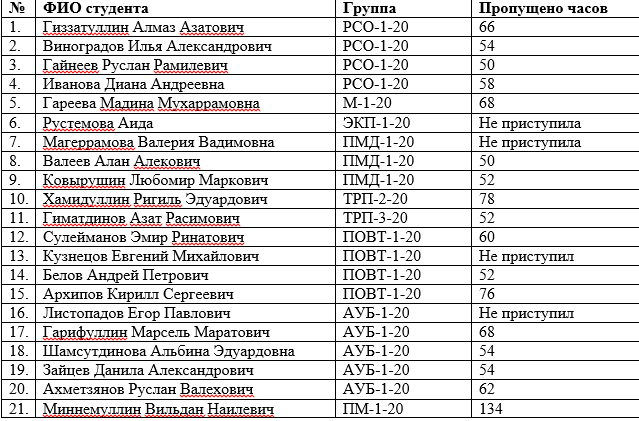 № ФИО студента Группа Пропущено часов
1. Гиззатуллин Алмаз Азатович РСО-1-20 66
2. Виноградов Илья Александрович РСО-1-20 54
3. Гайнеев Руслан Рамилевич РСО-1-20 50
4. Иванова Диана Андреевна РСО-1-20 58
5. Гареева Мадина Мухаррамовна М-1-20 68
6. Рустемова Аида ЭКП-1-20 Не приступила
7. Магеррамова Валерия Вадимовна ПМД-1-20 Не приступила
8. Валеев Алан Алекович ПМД-1-20 50
9. Ковырушин Любомир Маркович ПМД-1-20 52
10. Хамидуллин Ригиль Эдуардович ТРП-2-20 78
11. Гиматдинов Азат Расимович ТРП-3-20 52
12. Сулейманов Эмир Ринатович ПОВТ-1-20 60
13. Кузнецов Евгений Михайлович ПОВТ-1-20 Не приступил
14. Белов Андрей Петрович ПОВТ-1-20 52
15. Архипов Кирилл Сергеевич ПОВТ-1-20 76
16. Листопадов Егор Павлович АУБ-1-20 Не приступил
17. Гарифуллин Марсель Маратович АУБ-1-20 68
18. Шамсутдинова Альбина Эдуардовна АУБ-1-20 54
19. Зайцев Данила Александрович АУБ-1-20 54
20. Ахметзянов Руслан Валехович АУБ-1-20 62
21. Миннемуллин Вильдан Наилевич ПМ-1-20 134